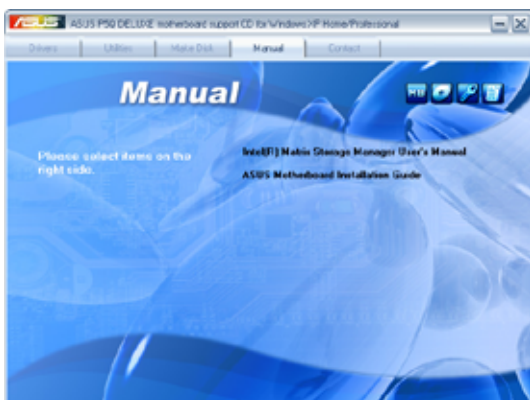 ASUS P5Q DELUXE motherboard support CD for Windows XP Home/Professional
Drivers
Utilities
Make Disk
Manual
Contact
Manual
Please select items on the
right side.
Intel(R) Matrix Storage Manager User's Manual
ASUS Motherboard Installation Guide